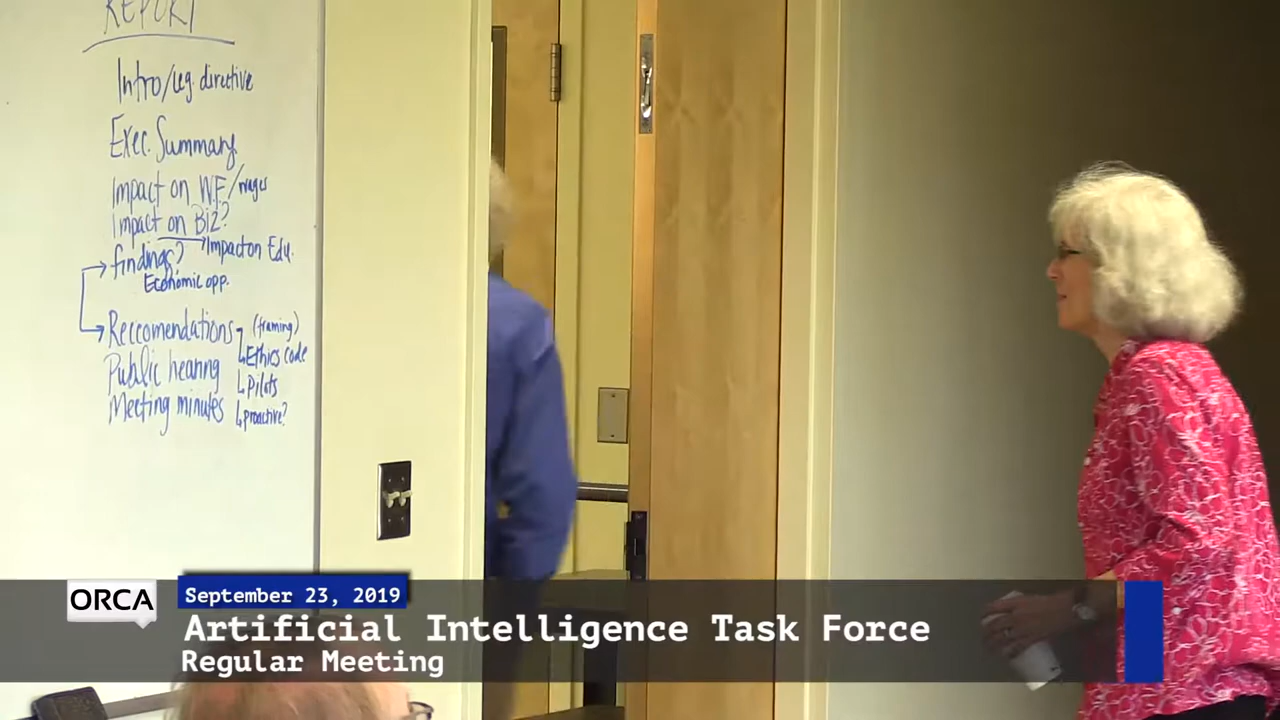 REPORT
Intro/leg. directive
Exec. Summary
Impact on W.F./wages
Impact on Biz?
findings? Impact on Edu.
Economic opp.
Reccomendations (framing)
Ethics code
Public hearing
Pilots
Meeting minutes
proactive?
ORCA
September 23, 2019
Artificial Intelligence Task Force
Regular Meeting